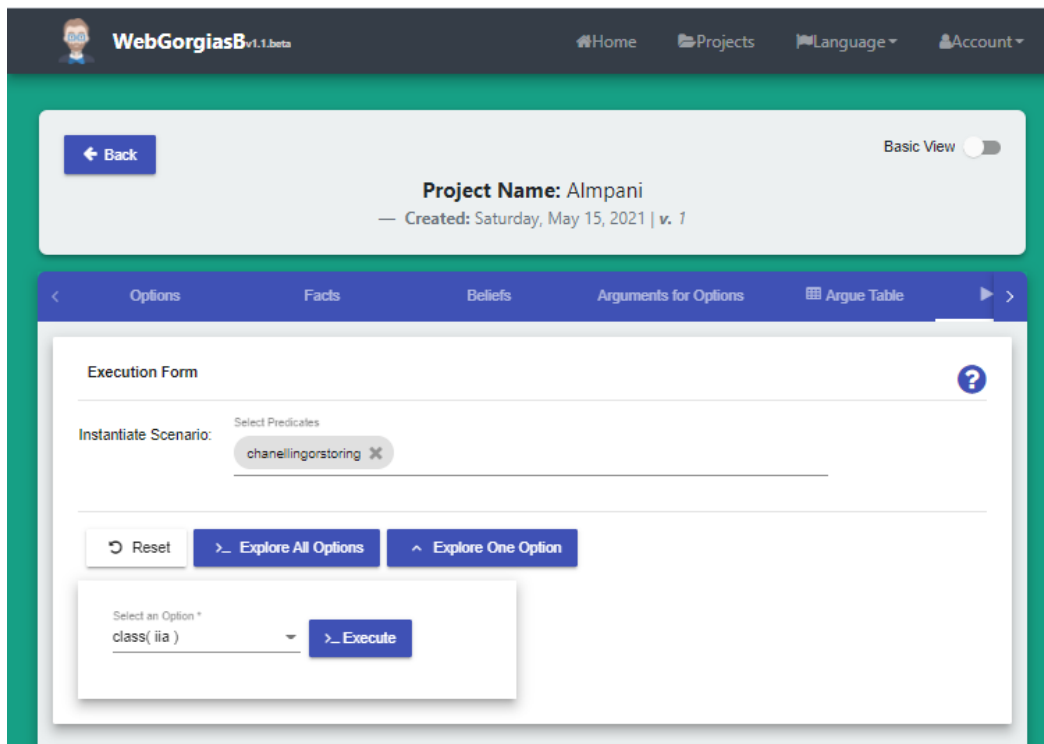 WebGorgiasBv1.1.beta Home Projects Language Account
Back Basic View
Project Name: AImpani
— Created: Saturday, May 15, 2021 | v. 1
Options Facts Beliefs Arguments for Options Argue Table
Execution Form
Instantiate Scenario:
Select Predicates
chanellingorstoring
Reset Explore All Options Explore One Option
Select an Option *
class( iia ) Execute